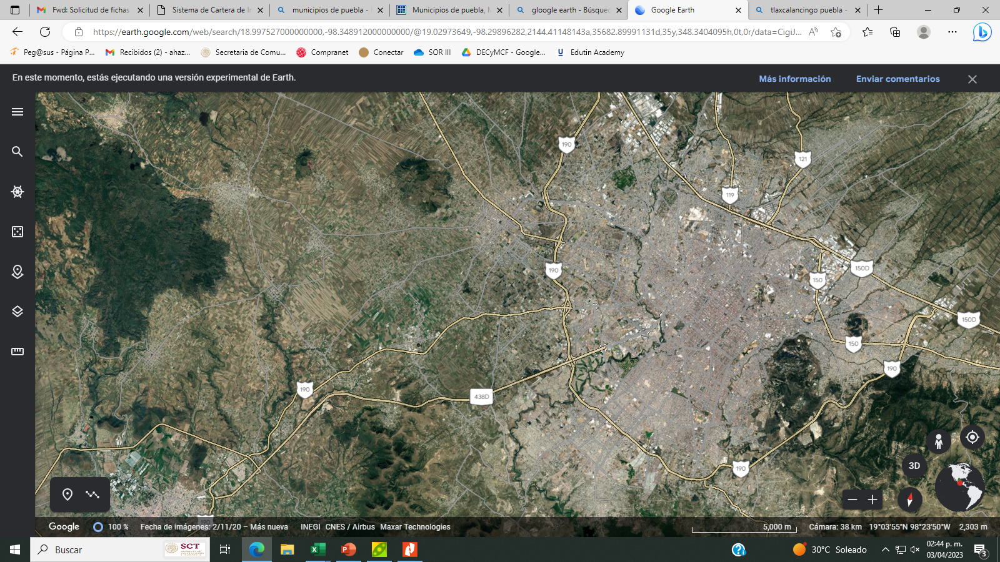 Fwd: Solicitud de fichas
Sistema de Cartera de In
municipios de puebla -
Municipios de puebla, M
gloogle earth - Búsqued
Google Earth
tlaxcalancingo puebla -
https://earth.google.com/web/search/18.997527000000000,-98.348912000000000/@19.02973649,-98.29896282,2144.41148143a,35682.89991131d,35y,348.3404095h,0t,0r/data=CigiJ...
Peg@sus - Página P...
Recibidos (2) - ahaz...
Secretaria de Comu...
Compranet
Conectar
SOR III
DECyMCF - Google...
Edutin Academy
En este momento, estás ejecutando una versión experimental de Earth.
Más información
Enviar comentarios
190
121
119
150D
190
150
150D
150
190
190
438D
190
3D
Google
100 %
Fecha de imágenes: 2/11/20 – Más nueva
INEGI CNES / Airbus Maxar Technologies
5,000 m
Cámara: 38 km 19°03'55"N 98°23'50"W 2,303 m
Buscar
SCT
30°C Soleado
02:44 p. m.
03/04/2023
3